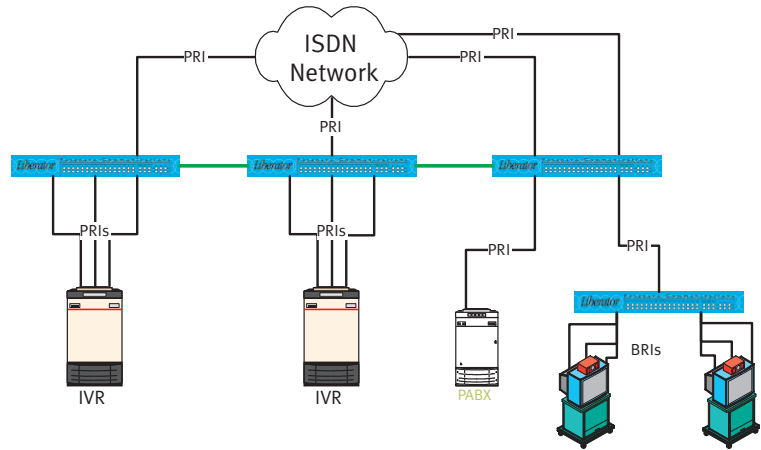 ISDN
Network
PRI
PRI
PRI
PRI
Liberator
Liberator
Liberator
PRIs
PRIs
PRI
PRI
Liberator
BRIs
IVR
IVR
PABX